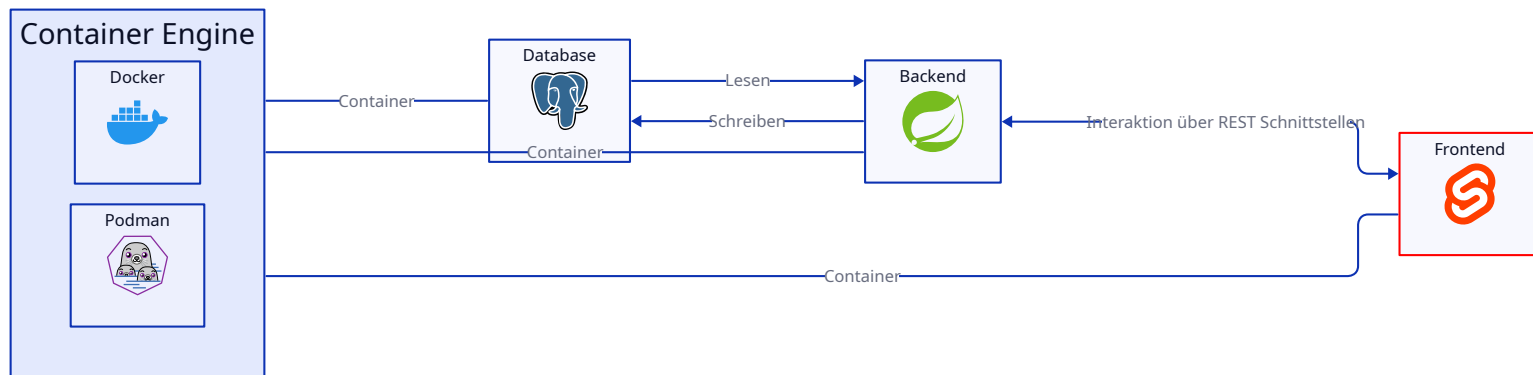 Container Engine
Docker
Podman
Container
Database
Lesen
Schreiben
Container
Backend
Interaktion über REST Schnittstellen
Frontend
Container